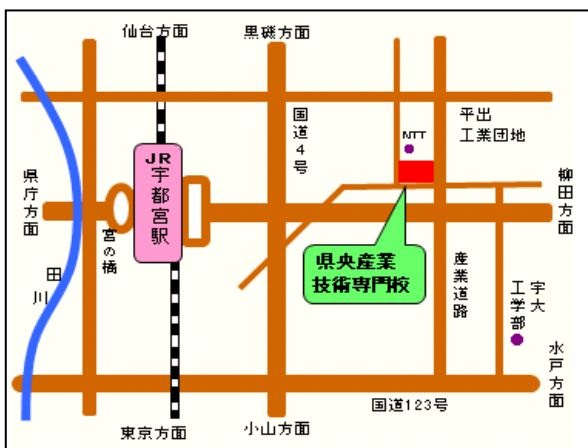 仙台方面
黒磯方面
国道4号
平出
工業団地
NTT
JR
宇都宮駅
県庁方面
柳田方面
宮の橋
県央産業
技術専門校
田川
産業道路
宇大
工学部
水戸方面
国道123号
東京方面
小山方面